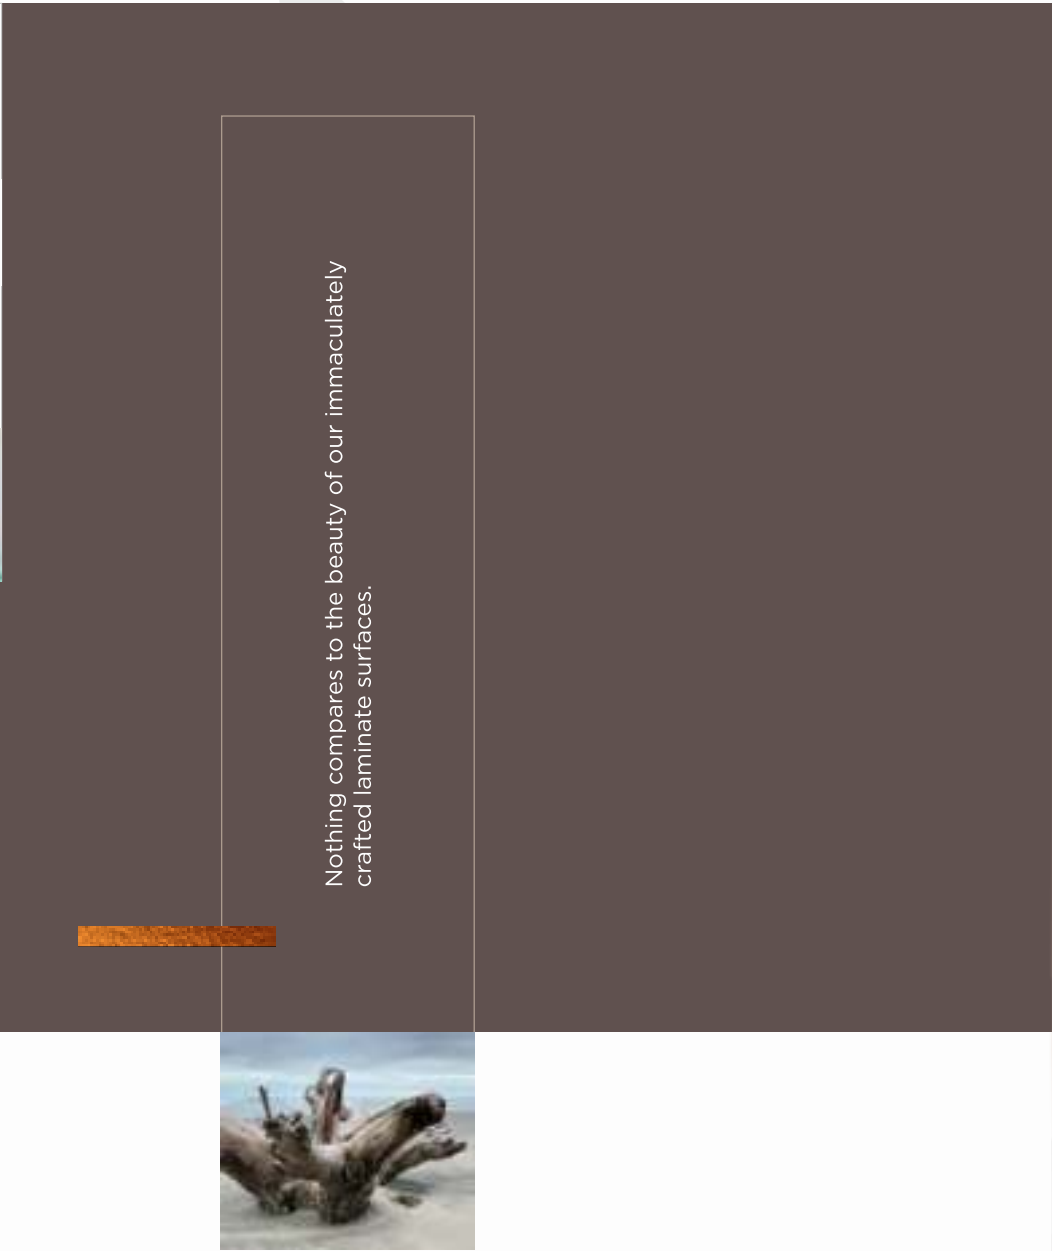 Nothing compares to the beauty of our immaculately
crafted laminate surfaces.